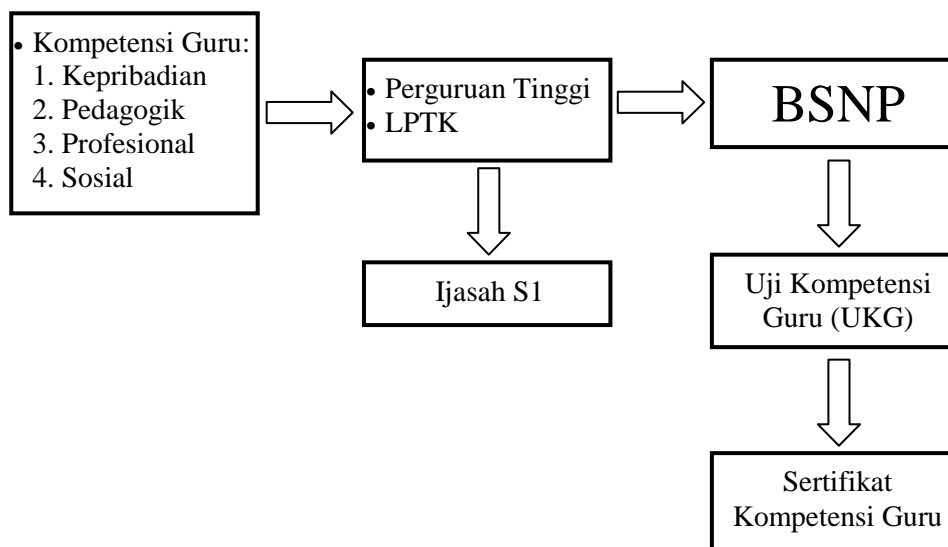 • Kompetensi Guru:
1. Kepribadian
2. Pedagogik
3. Profesional
4. Sosial
• Perguruan Tinggi
• LPTK
BSNP
Ijasah S1
Uji Kompetensi
Guru (UKG)
Sertifikat
Kompetensi Guru